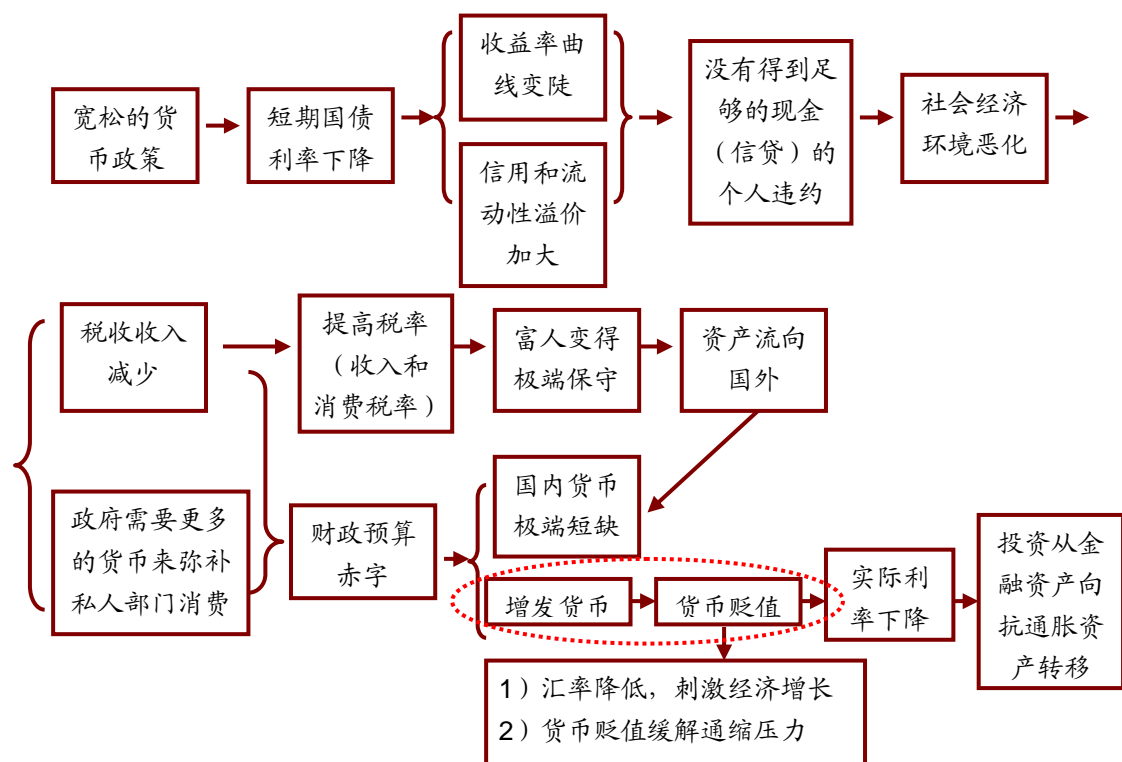 宽松的货
币政策
短期国债
利率下降
收益率曲
线变陡
信用和流
动性溢价
加大
没有得到足
够的现金
（信贷）的
个人违约
社会经济
环境恶化
税收收入
减少
提高税率
（收入和
消费税率）
富人变得
极端保守
资产流向
国外
政府需要更多
的货币来弥补
私人部门消费
财政预算
赤字
国内货币
极端短缺
增发货币
货币贬值
实际利
率下降
投资从金
融资产向
抗通胀资
产转移
1）汇率降低，刺激经济增长
2）货币贬值缓解通缩压力